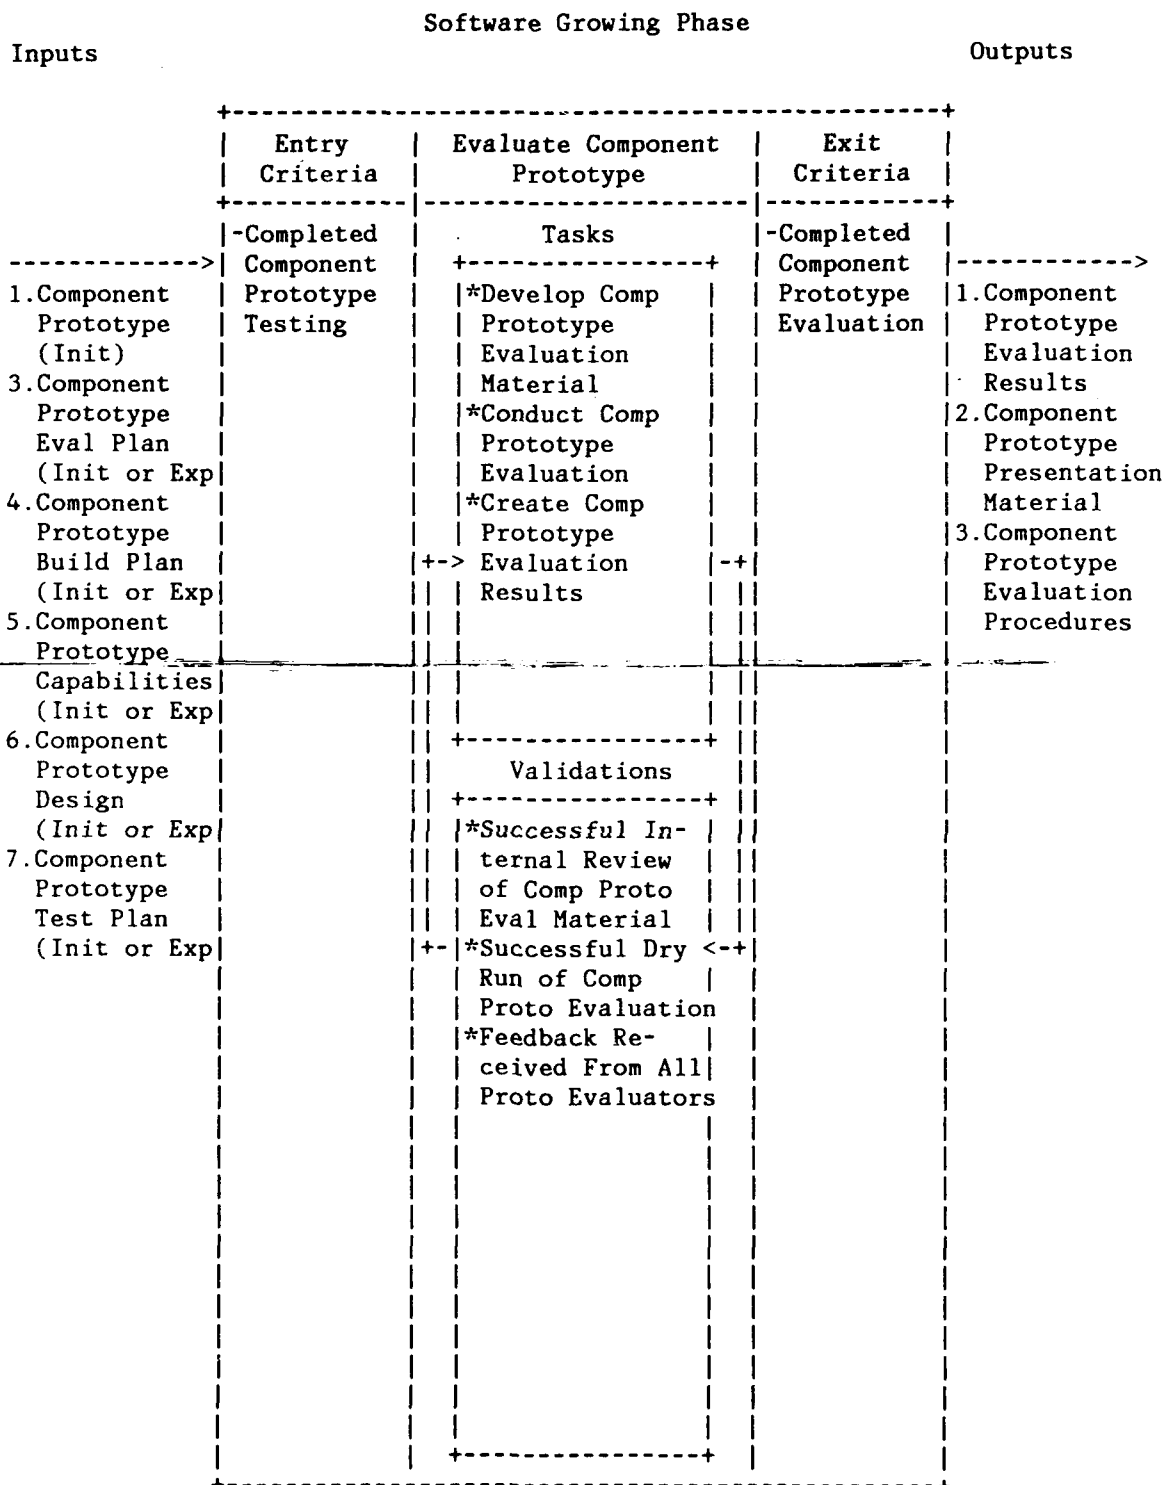 Software Growing Phase
Inputs
Outputs
Entry
Criteria
Evaluate Component
Prototype
Exit
Criteria
1.Component
Prototype
(Init)
3.Component
Prototype
Eval Plan
(Init or Exp
4.Component
Prototype
Build Plan
(Init or Exp
5.Component
Prototype
Capabilities
(Init or Exp
6.Component
Prototype
Design
(Init or Exp
7.Component
Prototype
Test Plan
(Init or Exp
-Completed
Component
Prototype
Testing
Tasks
*Develop Comp
Prototype
Evaluation
Material
*Conduct Comp
Prototype
Evaluation
*Create Comp
Prototype
Evaluation
Results
Validations
*Successful In-
ternal Review
of Comp Proto
Eval Material
*Successful Dry
Run of Comp
Proto Evaluation
*Feedback Re-
ceived From All
Proto Evaluators
-Completed
Component
Prototype
Evaluation
1.Component
Prototype
Evaluation
Results
2.Component
Prototype
Presentation
Material
3.Component
Prototype
Evaluation
Procedures